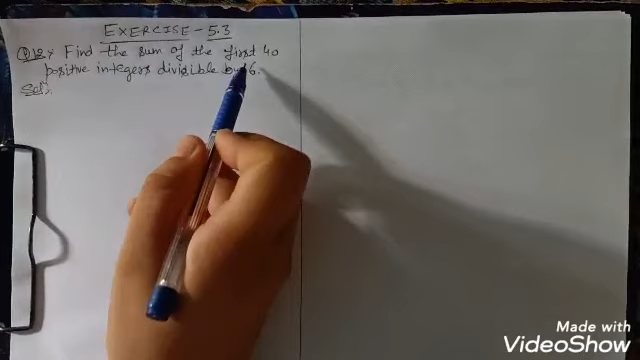 EXERCISE - 5.3
Q12 Find the sum of the first 40
positive integers divisible by 6.
Sol:
Made with
VideoShow